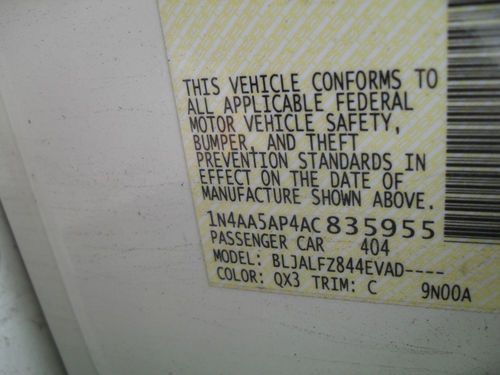 THIS VEHICLE CONFORMS TO
ALL APPLICABLE FEDERAL
MOTOR VEHICLE SAFETY,
BUMPER, AND THEFT
PREVENTION STANDARDS IN
EFFECT ON THE DATE OF
MANUFACTURE SHOWN ABOVE.
1N4AA5AP4AC835955
PASSENGER CAR 404
MODEL: BLJALFZ844EVAD----
COLOR: QX3 TRIM: C 9N00A